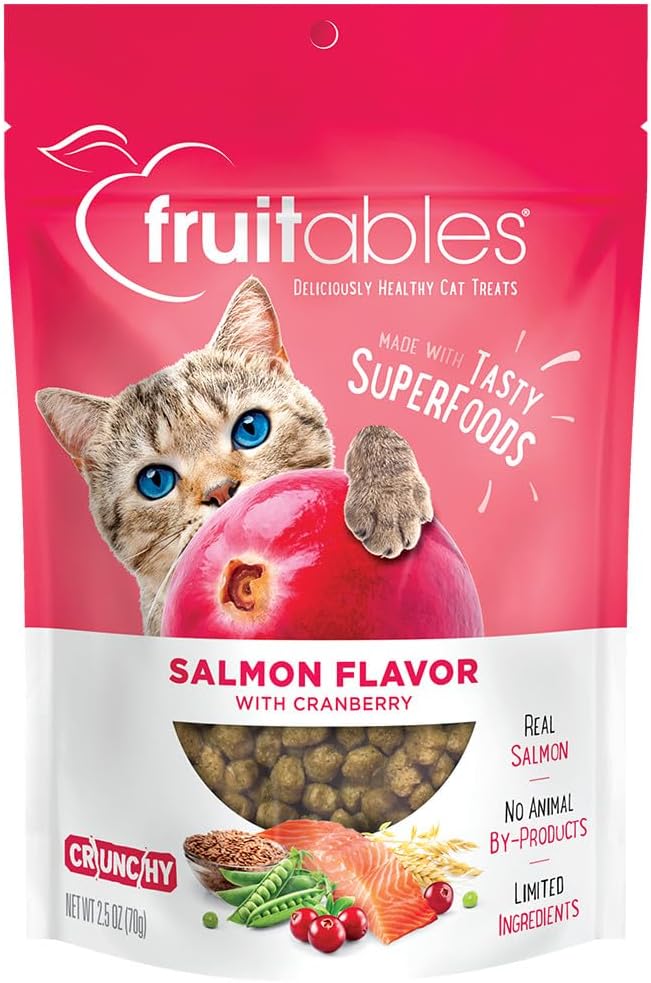 fruitables®
DELICIOUSLY HEALTHY CAT TREATS
MADE WITH TASTY
SUPERFOODS
SALMON FLAVOR
WITH CRANBERRY
REAL
SALMON
NO ANIMAL
BY-PRODUCTS
LIMITED
INGREDIENTS
CRUNCHY
NET WT 2.5 OZ (70g)